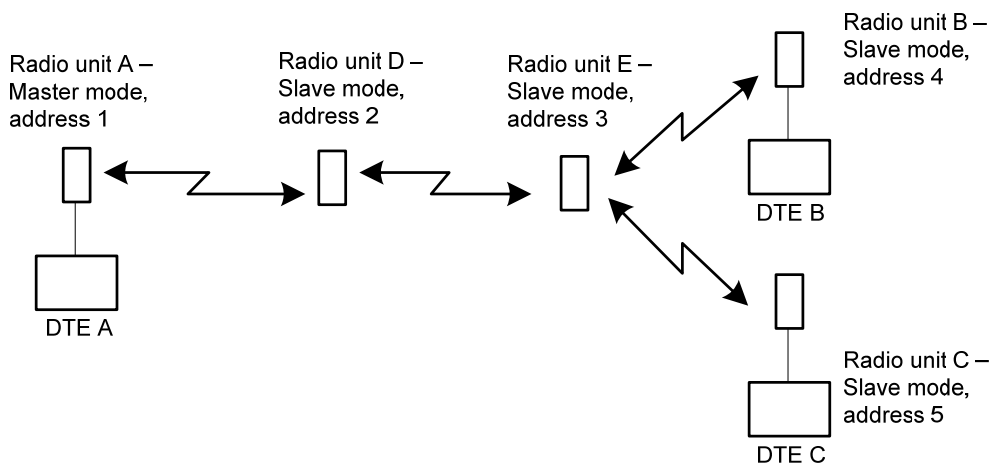 Radio unit A –
Master mode,
address 1
DTE A
Radio unit D –
Slave mode,
address 2
Radio unit E –
Slave mode,
address 3
Radio unit B –
Slave mode,
address 4
DTE B
Radio unit C –
Slave mode,
address 5
DTE C